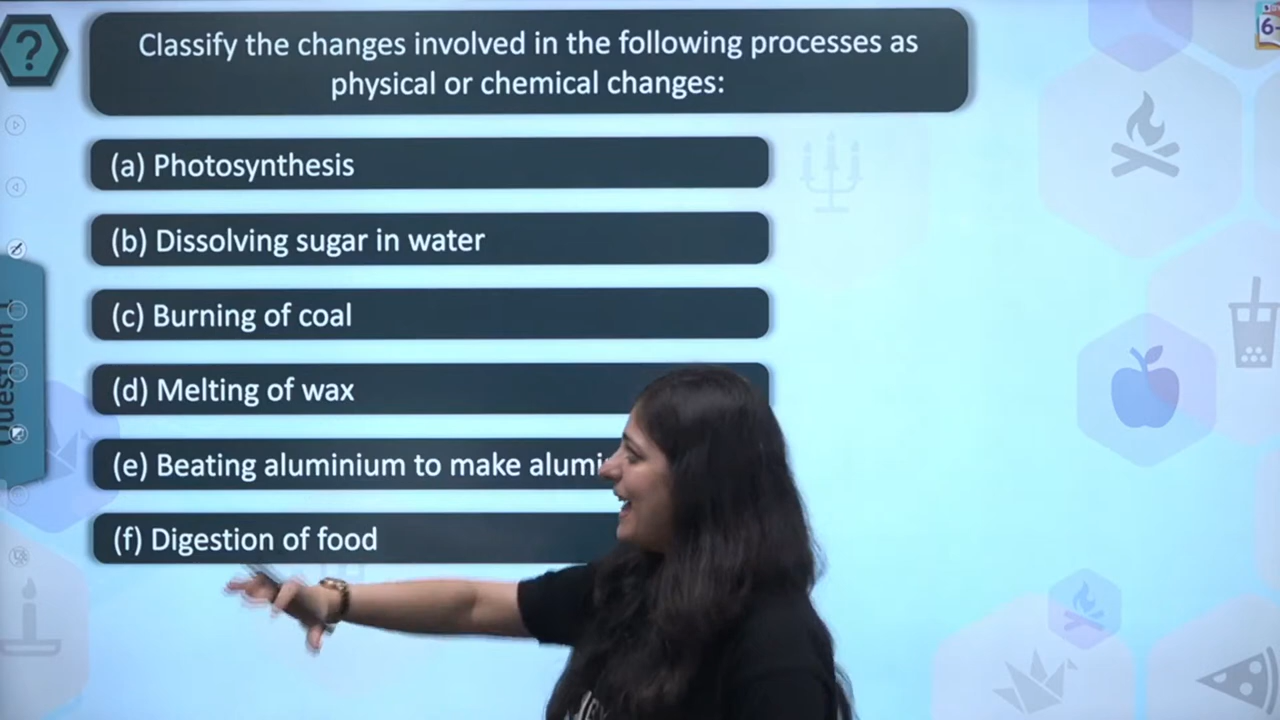 ?
Classify the changes involved in the following processes as
physical or chemical changes:
(a) Photosynthesis
(b) Dissolving sugar in water
(c) Burning of coal
(d) Melting of wax
(e) Beating aluminium to make
(f) Digestion of food